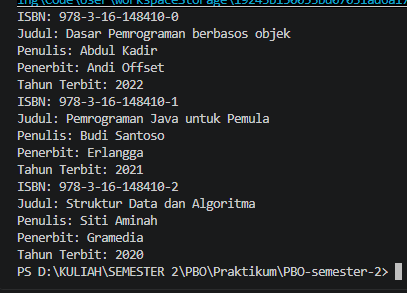 ISBN: 978-3-16-148410-0
Judul: Dasar Pemrograman berbasos objek
Penulis: Abdul Kadir
Penerbit: Andi Offset
Tahun Terbit: 2022
ISBN: 978-3-16-148410-1
Judul: Pemrograman Java untuk Pemula
Penulis: Budi Santoso
Penerbit: Erlangga
Tahun Terbit: 2021
ISBN: 978-3-16-148410-2
Judul: Struktur Data dan Algoritma
Penulis: Siti Aminah
Penerbit: Gramedia
Tahun Terbit: 2020
PS D:\KULIAH\SEMESTER 2\PBO\Praktikum\PBO-semester-2>